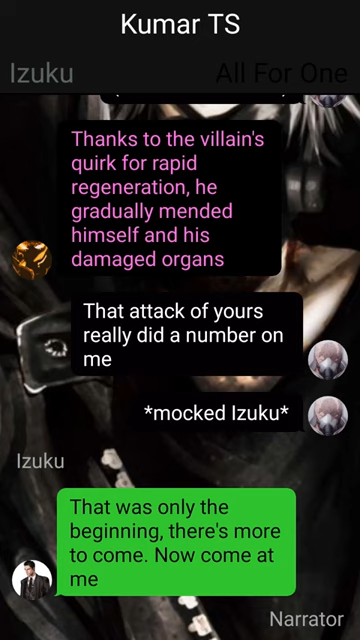 Kumar TS
Izuku
All For One
Thanks to the villain's
quirk for rapid
regeneration, he
gradually mended
himself and his
damaged organs
That attack of yours
really did a number on
me
*mocked Izuku*
Izuku
That was only the
beginning, there's more
to come. Now come at
me
Narrator